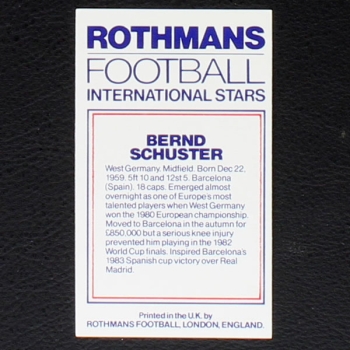 ROTHMANS
FOOTBALL
INTERNATIONAL STARS
BERND
SCHUSTER
West Germany. Midfield. Born Dec 22,
1959. 5ft 10 and 12st 5. Barcelona
(Spain). 18 caps. Emerged almost
overnight as one of Europe's most
talented players when West Germany
won the 1980 European championship.
Moved to Barcelona in the autumn for
£850,000 but a serious knee injury
prevented him playing in the 1982
World Cup finals. Inspired Barcelona's
1983 Spanish cup victory over Real
Madrid.
Printed in the U.K. by
ROTHMANS FOOTBALL, LONDON, ENGLAND.